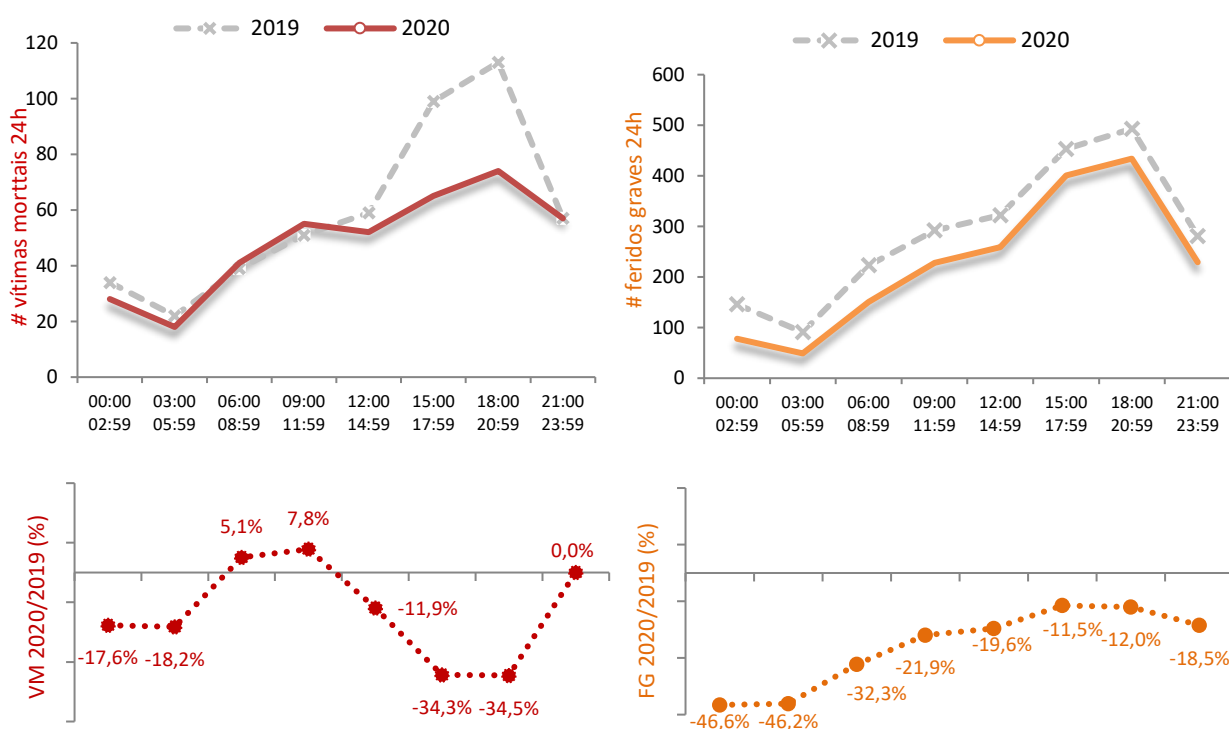 2019 2020
120
100
80
60
40
20
0
# vítimas morttais 24h
00:00 03:00 06:00 09:00 12:00 15:00 18:00 21:00
02:59 05:59 08:59 11:59 14:59 17:59 20:59 23:59
2019 2020
600
500
400
300
200
100
0
# feridos graves 24h
00:00 03:00 06:00 09:00 12:00 15:00 18:00 21:00
02:59 05:59 08:59 11:59 14:59 17:59 20:59 23:59
VM 2020/2019 (%)
-17,6% -18,2% 5,1% 7,8% -11,9% -34,3% -34,5% 0,0%
FG 2020/2019 (%)
-46,6% -46,2% -32,3% -21,9% -19,6% -11,5% -12,0% -18,5%